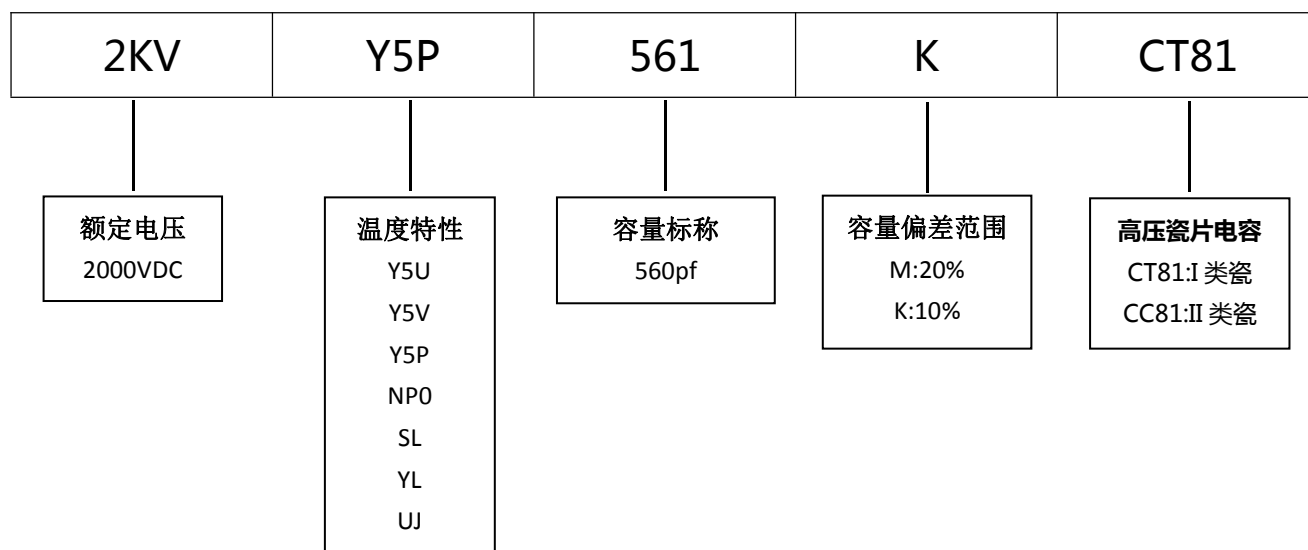 2KV Y5P 561 K CT81
额定电压
2000VDC
温度特性
Y5U
Y5V
Y5P
NP0
SL
YL
UJ
容量标称
560pf
容量偏差范围
M:20%
K:10%
高压瓷片电容
CT81:I 类瓷
CC81:II 类瓷